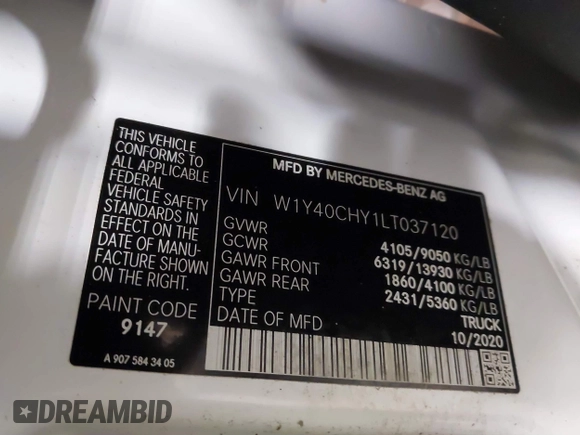 THIS VEHICLE
CONFORMS TO
ALL APPLICABLE
FEDERAL
VEHICLE SAFETY
STANDARDS IN
EFFECT ON THE
DATE OF MANU-
FACTURE SHOWN
ON THE RIGHT.
PAINT CODE
9147
A 907 584 34 05
MFD BY MERCEDES-BENZ AG
VIN W1Y40CHY1LT037120
GVWR 4105/9050 KG/LB
GCWR 6319/13930 KG/LB
GAWR FRONT 1860/4100 KG/LB
GAWR REAR 2431/5360 KG/LB
TYPE TRUCK
DATE OF MFD 10/2020
DREAMBID